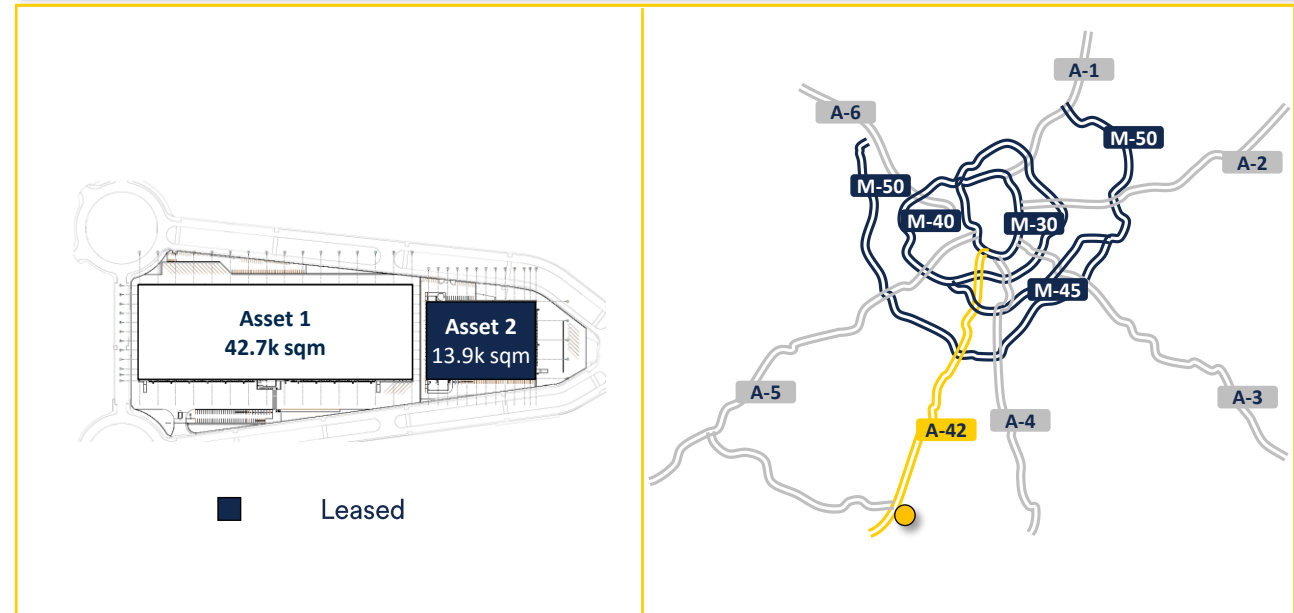 Asset 1
42.7k sqm
Asset 2
13.9k sqm
Leased
A-1
A-6
M-50
A-2
M-50
M-40
M-30
M-45
A-5
A-3
A-4
A-42